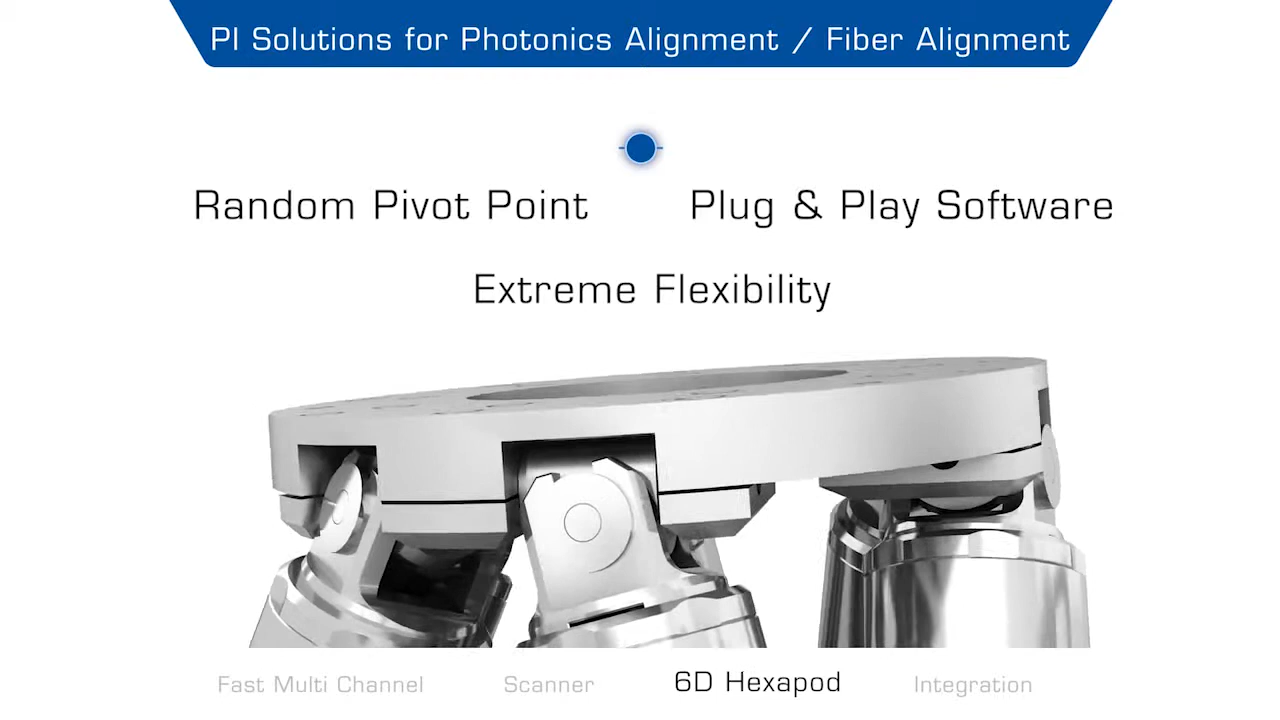 PI Solutions for Photonics Alignment / Fiber Alignment
Random Pivot Point
Plug & Play Software
Extreme Flexibility
Fast Multi Channel
Scanner
6D Hexapod
Integration